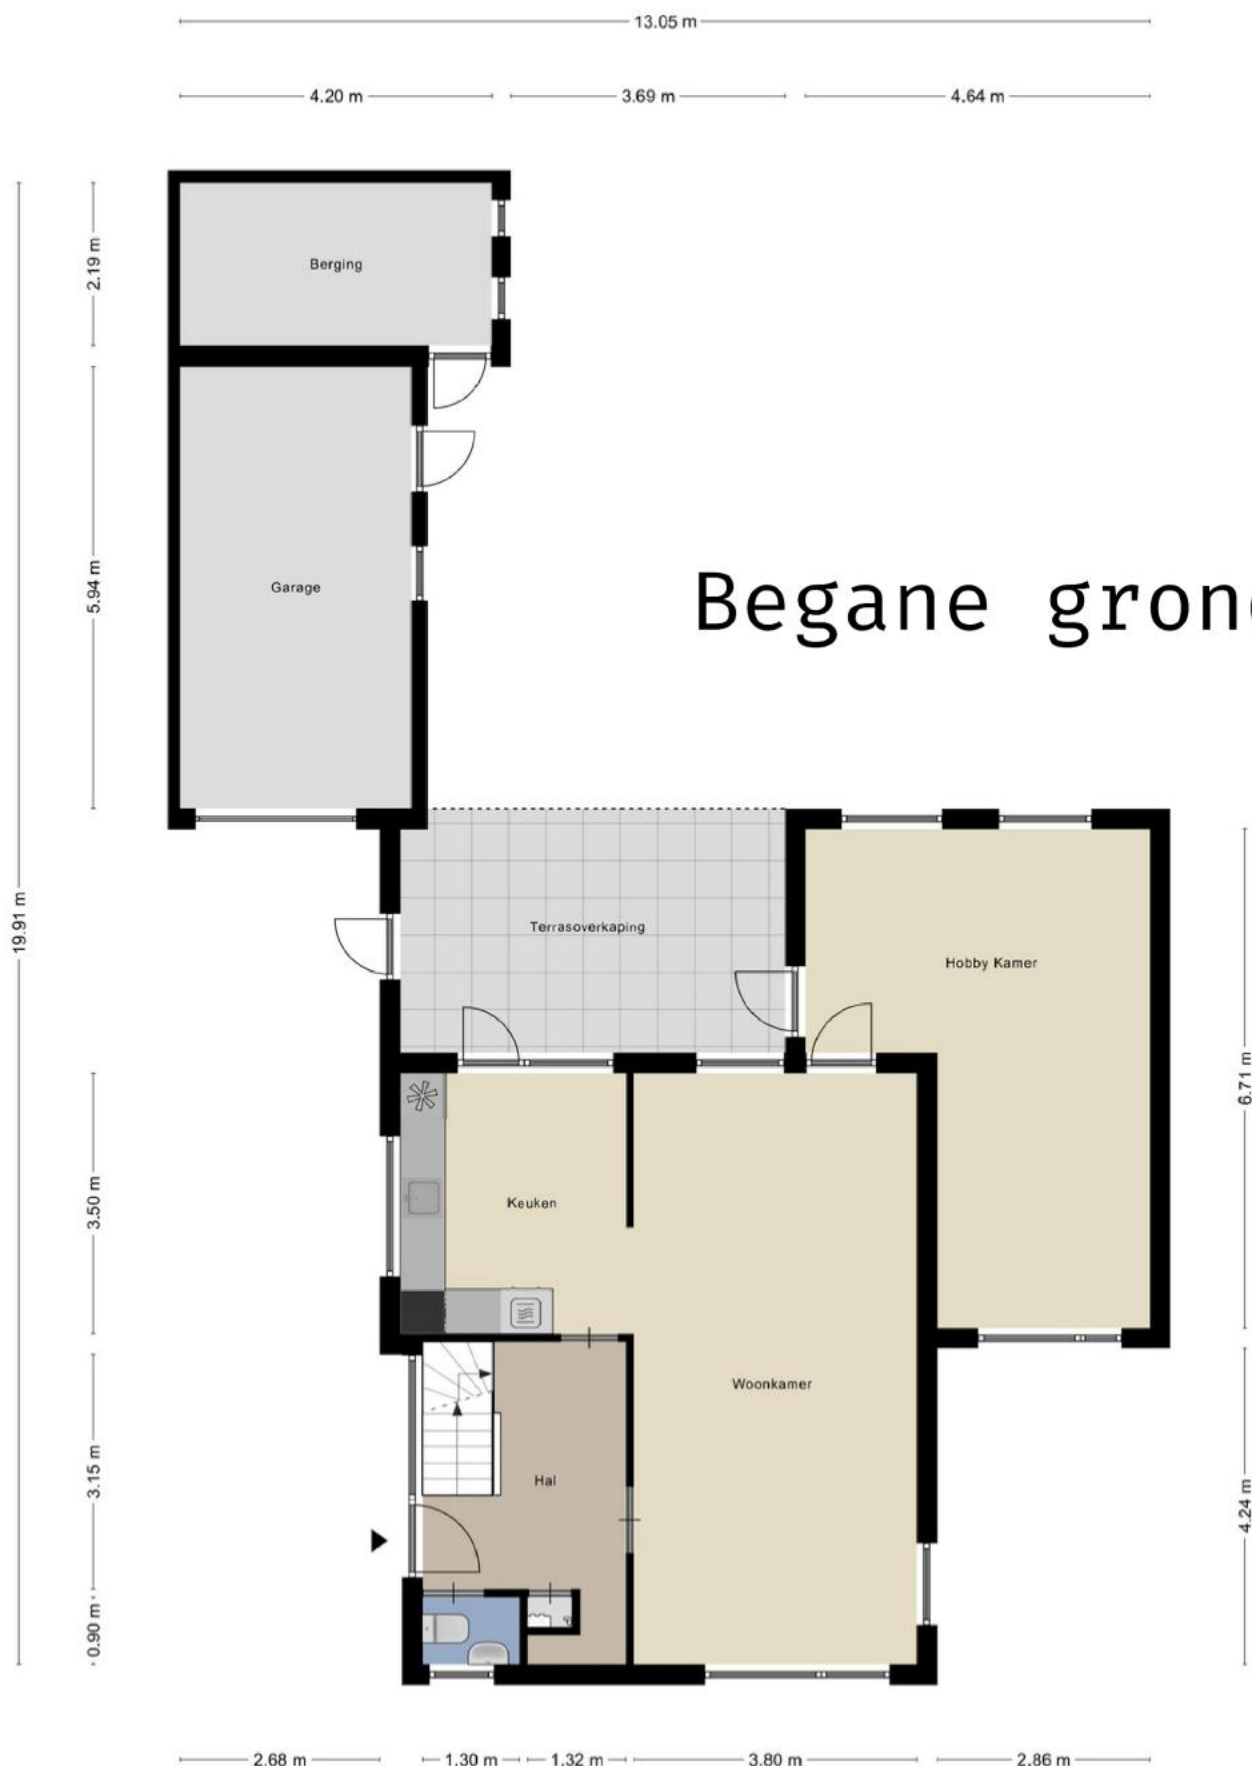 13.05 m
4.20 m
3.69 m
4.64 m
2.19 m
Berging
5.94 m
Garage
Begane gron
19.91 m
Terrasoverkaping
Hobby Kamer
6.71 m
3.50 m
Keuken
Woonkamer
3.15 m
Hal
4.24 m
0.90 m
2.68 m
1.30 m
1.32 m
3.80 m
2.86 m